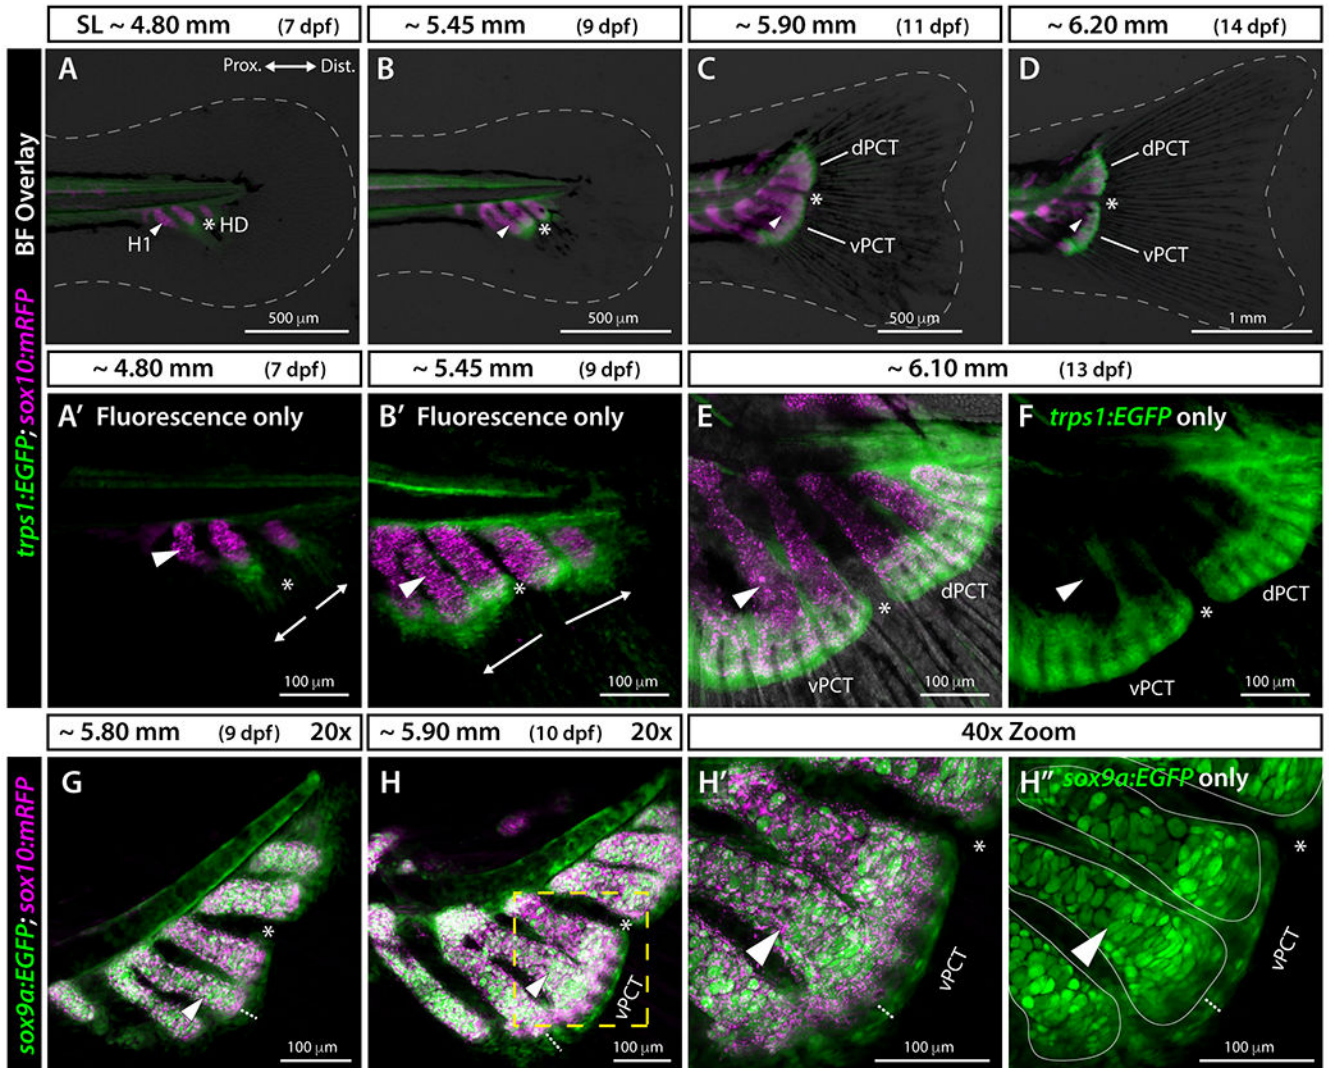 SL ~ 4.80 mm (7 dpf)
~ 5.45 mm (9 dpf)
~ 5.90 mm (11 dpf)
~ 6.20 mm (14 dpf)
trps1:EGFP; sox10:mRFP BF Overlay
A
Prox. Dist.
H1
* HD
500 µm
B
*
500 µm
C
dPCT
*
vPCT
500 µm
D
dPCT
*
vPCT
1 mm
~ 4.80 mm (7 dpf)
~ 5.45 mm (9 dpf)
~ 6.10 mm (13 dpf)
A′ Fluorescence only
*
100 µm
B′ Fluorescence only
*
100 µm
E
dPCT
*
vPCT
100 µm
F trps1:EGFP only
dPCT
*
vPCT
100 µm
~ 5.80 mm (9 dpf) 20x
~ 5.90 mm (10 dpf) 20x
40x Zoom
sox9a:EGFP; sox10:mRFP
G
*
100 µm
H
*
vPCT
100 µm
H′
*
vPCT
100 µm
H″ sox9a:EGFP only
*
vPCT
100 µm